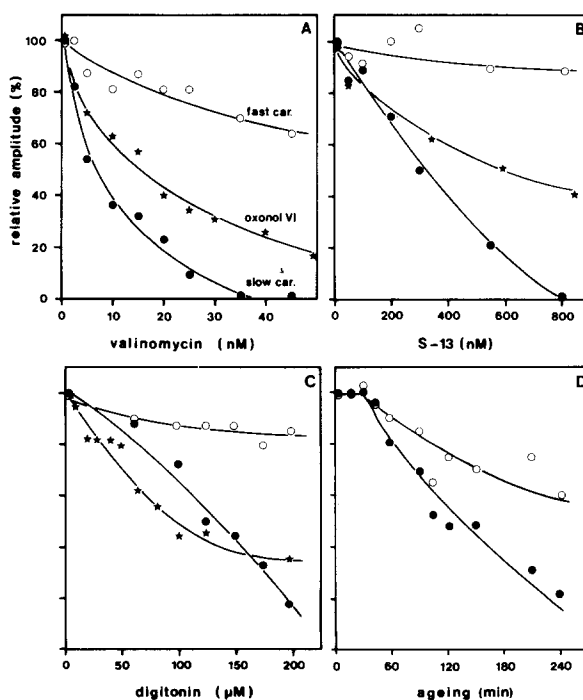 A
B
100
80
60
40
20
0
relative amplitude (%)
fast car.
oxonol VI
slow car.
0 10 20 30 40
valinomycin (nM)
0 200 400 600 800
S-13 (nM)
C
D
0 50 100 150 200
digitonin (µM)
0 60 120 180 240
ageing (min)